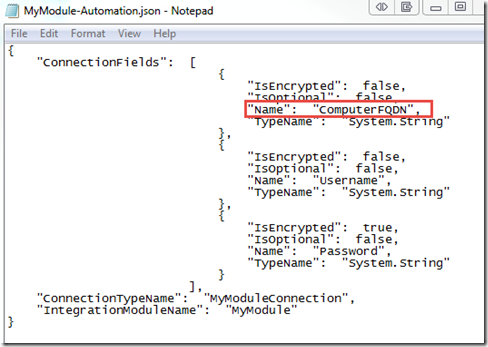 MyModule-Automation.json - Notepad
File Edit Format View Help
{
"ConnectionFields": [
{
"IsEncrypted": false,
"IsOptional": false,
"Name": "ComputerFQDN",
"TypeName": "System.String"
},
{
"IsEncrypted": false,
"IsOptional": false,
"Name": "Username",
"TypeName": "System.String"
},
{
"IsEncrypted": true,
"IsOptional": false,
"Name": "Password",
"TypeName": "System.String"
}
],
"ConnectionTypeName": "MyModuleConnection",
"IntegrationModuleName": "MyModule"
}